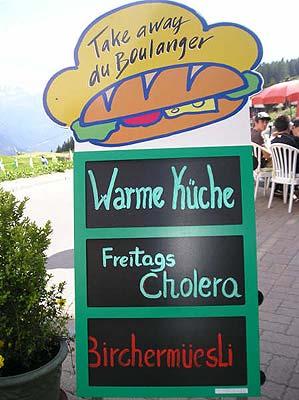 Take away
du Boulanger
Warme Küche
Freitags
Cholera
Birchermüesli